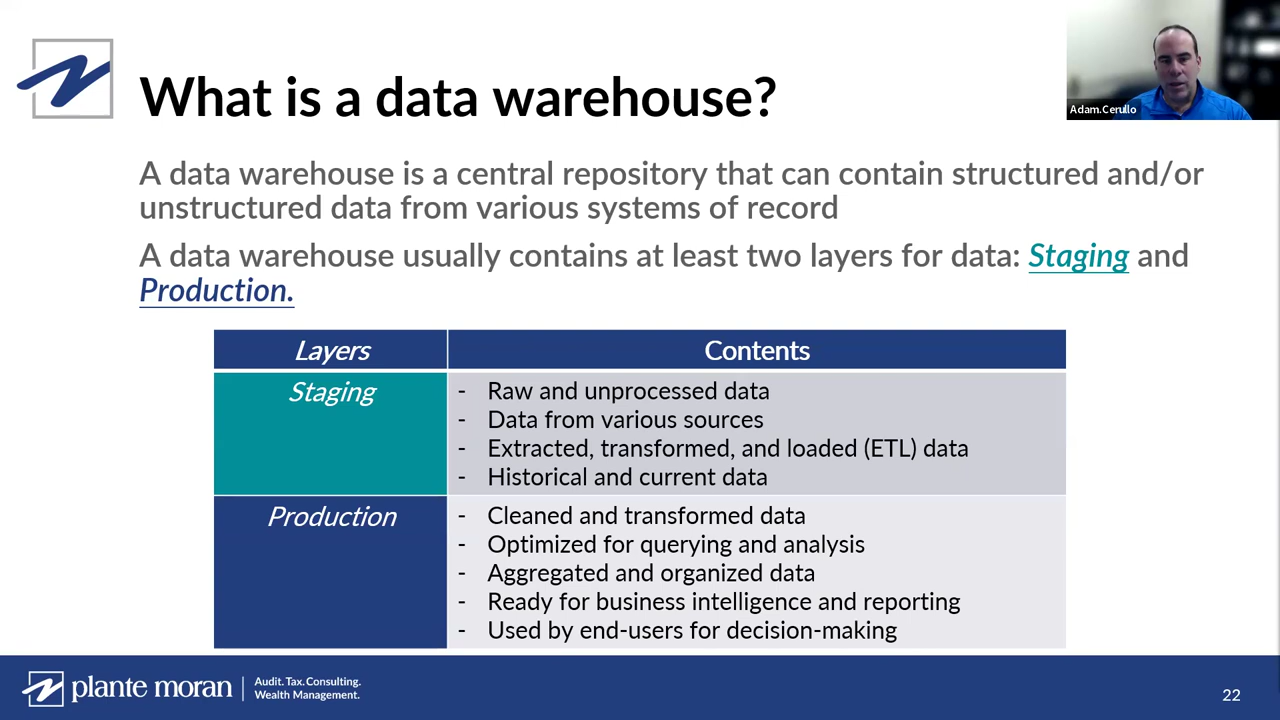 What is a data warehouse?
Adam.Cerullo
A data warehouse is a central repository that can contain structured and/or
unstructured data from various systems of record
A data warehouse usually contains at least two layers for data: Staging and
Production.
Layers
Contents
Staging
- Raw and unprocessed data
- Data from various sources
- Extracted, transformed, and loaded (ETL) data
- Historical and current data
Production
- Cleaned and transformed data
- Optimized for querying and analysis
- Aggregated and organized data
- Ready for business intelligence and reporting
- Used by end-users for decision-making
plante moran
Audit. Tax. Consulting.
Wealth Management.
22